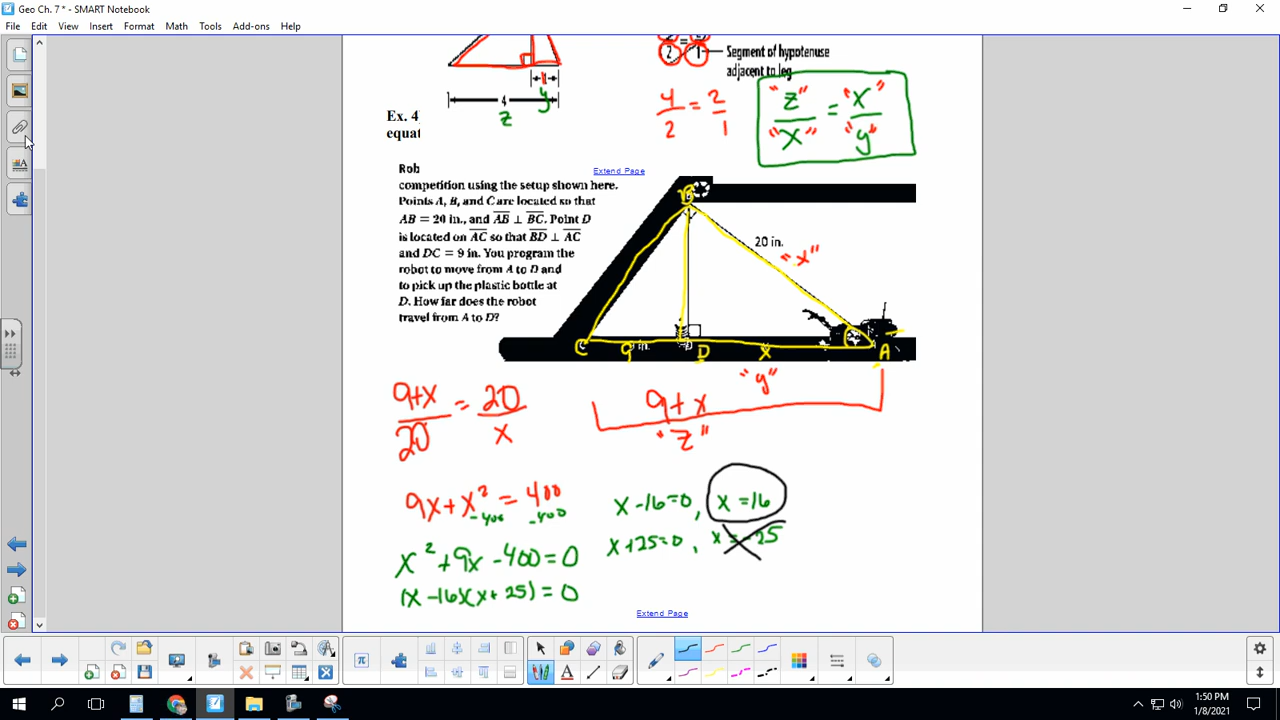 Geo Ch. 7 * - SMART Notebook
File Edit View Insert Format Math Tools Add-ons Help
2 1 Segment of hypotenuse
adjacent to leg
4
y
z
4/2 = 2/1
"z"/"x" = "x"/"y"
Ex. 4
equat
Rob
Extend Page
competition using the setup shown here.
Points A, B, and C are located so that
AB = 20 in., and AB ⊥ BC. Point D
is located on AC so that BD ⊥ AC
and DC = 9 in. You program the
robot to move from A to D and
to pick up the plastic bottle at
D. How far does the robot
travel from A to D?
B
20 in.
"x"
C 9 in. D x A
"y"
9+x
"z"
9+x/20 = 20/x
9x+x² = 400
-400 -400
x² +9x -400=0
(x -16)(x+25) = 0
x-16=0, x=16
x+25=0, x=-25
Extend Page
1:50 PM
1/8/2021